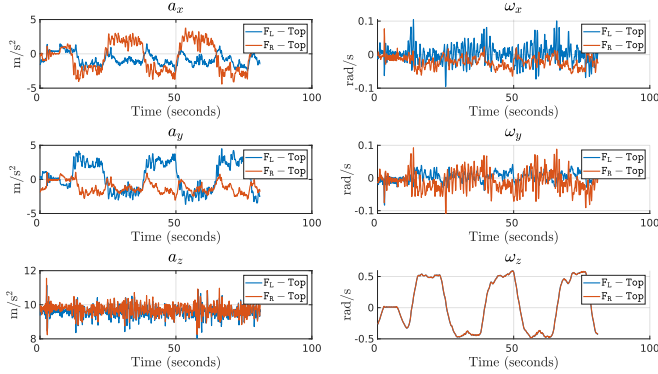 a_x
5
0
-5
m/s²
F_L − Top
F_R − Top
0
50
100
Time (seconds)
ω_x
0.1
0
-0.1
rad/s
F_L − Top
F_R − Top
0
50
100
Time (seconds)
a_y
5
0
-5
m/s²
F_L − Top
F_R − Top
0
50
100
Time (seconds)
ω_y
0.1
0
-0.1
rad/s
F_L − Top
F_R − Top
0
50
100
Time (seconds)
a_z
12
10
8
m/s²
F_L − Top
F_R − Top
0
50
100
Time (seconds)
ω_z
0.5
0
-0.5
rad/s
F_L − Top
F_R − Top
0
50
100
Time (seconds)